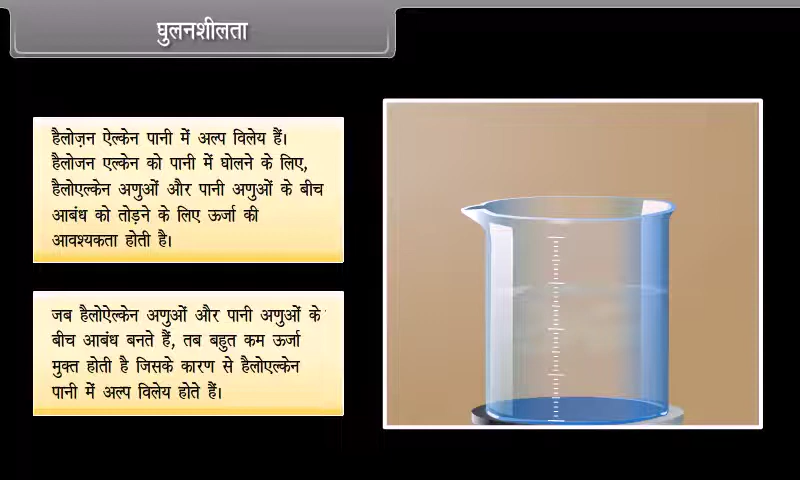 घुलनशीलता
हैलोज़न ऐल्केन पानी में अल्प विलेय हैं।
हैलोजन एल्केन को पानी में घोलने के लिए,
हैलोएल्केन अणुओं और पानी अणुओं के बीच
आबंध को तोड़ने के लिए ऊर्जा की
आवश्यकता होती है।
जब हैलोऐल्केन अणुओं और पानी अणुओं के
बीच आबंध बनते हैं, तब बहुत कम ऊर्जा
मुक्त होती है जिसके कारण से हैलोएल्केन
पानी में अल्प विलेय होते हैं।